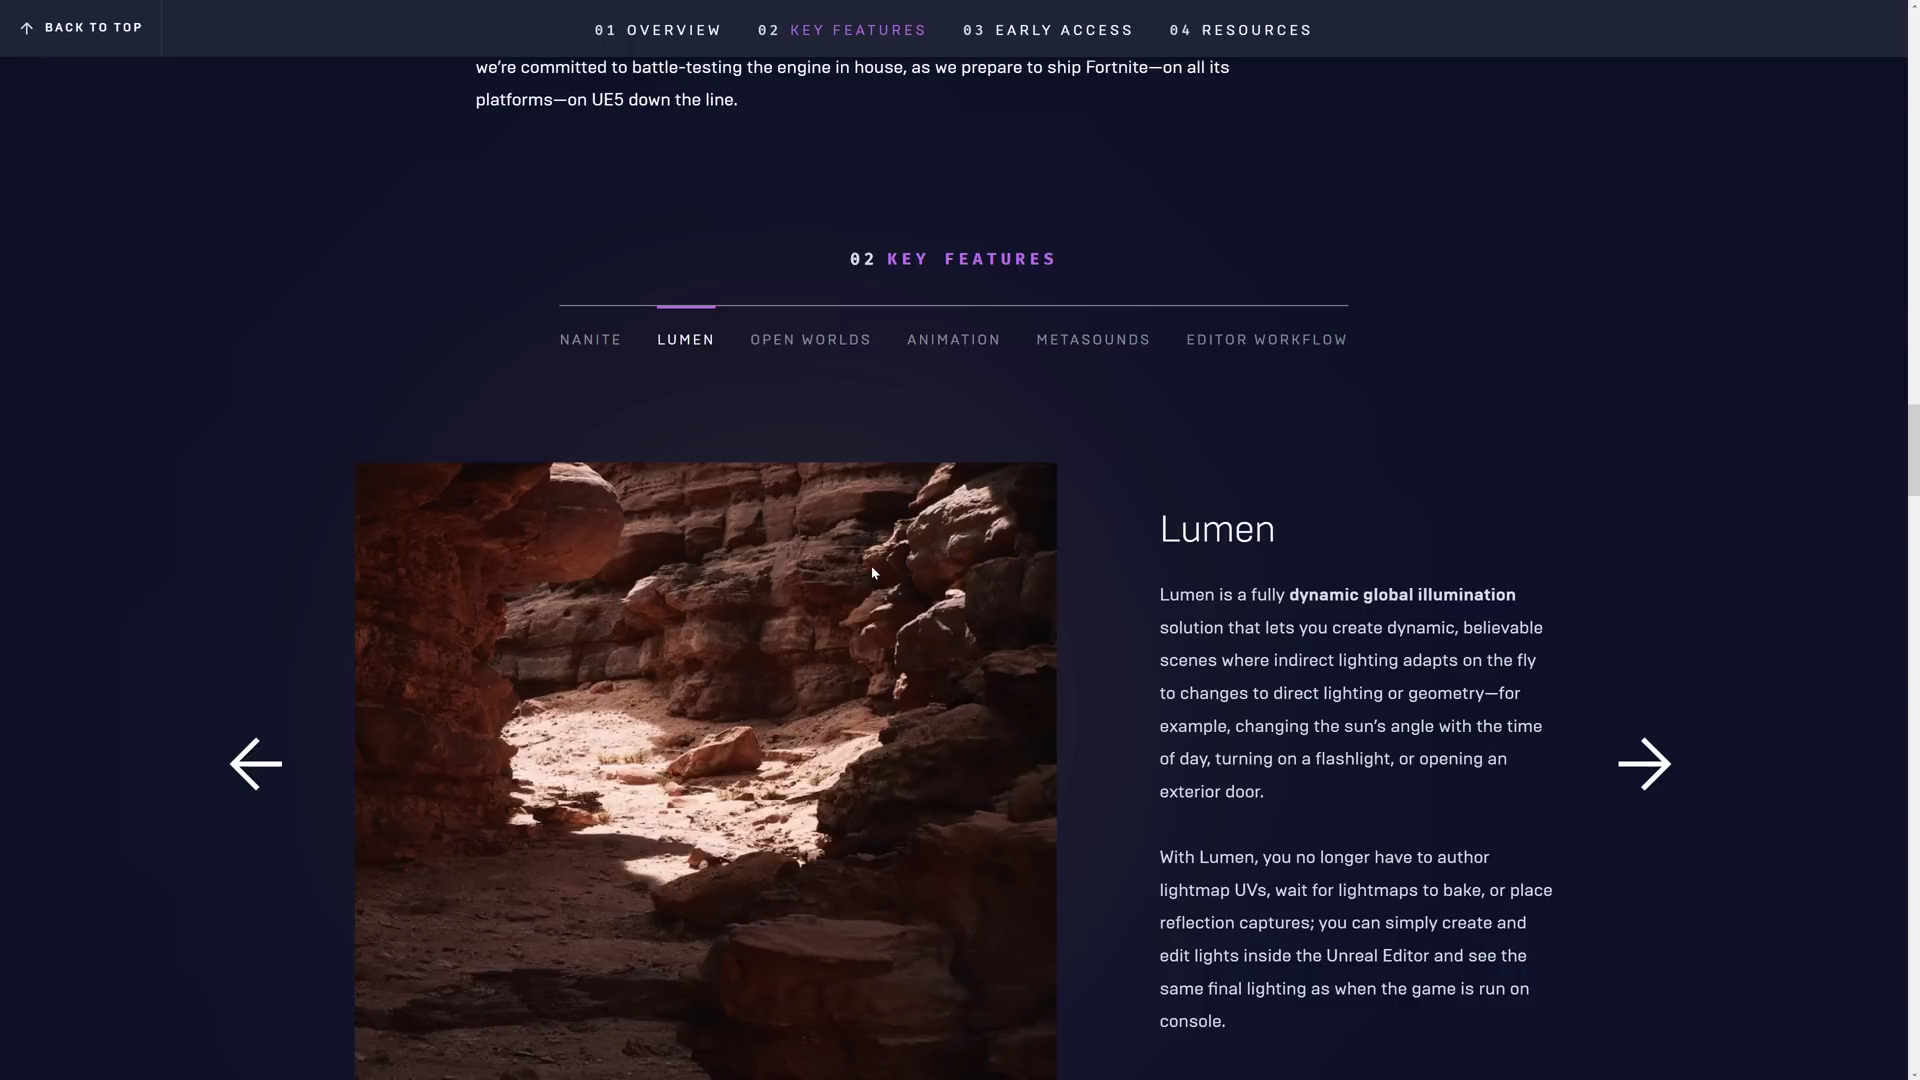 BACK TO TOP
01 OVERVIEW
02 KEY FEATURES
03 EARLY ACCESS
04 RESOURCES
we’re committed to battle-testing the engine in house, as we prepare to ship Fortnite—on all its
platforms—on UE5 down the line.
02 KEY FEATURES
NANITE
LUMEN
OPEN WORLDS
ANIMATION
METASOUNDS
EDITOR WORKFLOW
Lumen
Lumen is a fully dynamic global illumination
solution that lets you create dynamic, believable
scenes where indirect lighting adapts on the fly
to changes to direct lighting or geometry—for
example, changing the sun’s angle with the time
of day, turning on a flashlight, or opening an
exterior door.
With Lumen, you no longer have to author
lightmap UVs, wait for lightmaps to bake, or place
reflection captures; you can simply create and
edit lights inside the Unreal Editor and see the
same final lighting as when the game is run on
console.